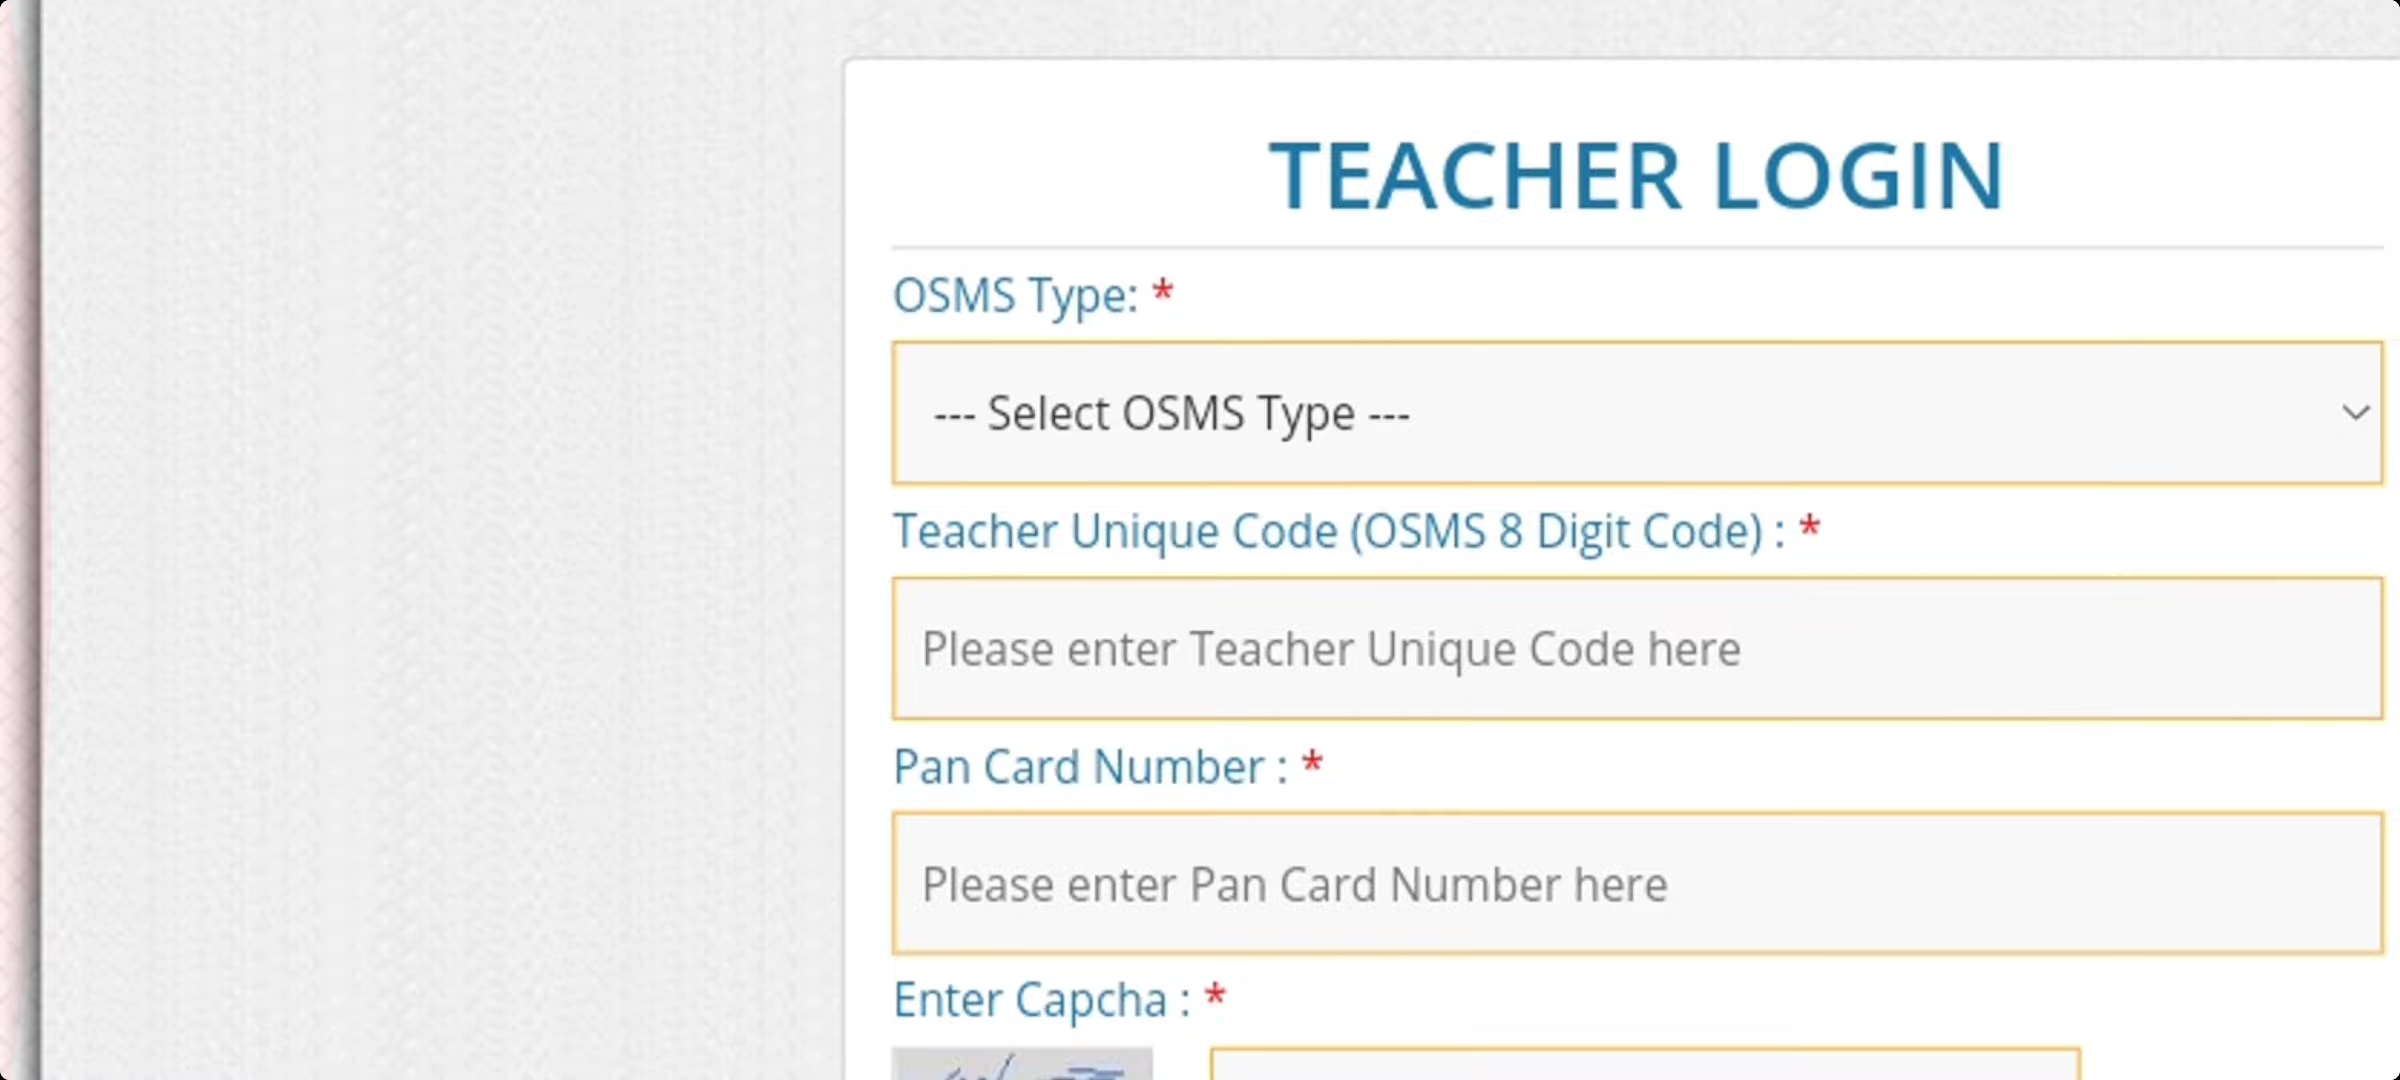 TEACHER LOGIN
OSMS Type: *
--- Select OSMS Type ---
Teacher Unique Code (OSMS 8 Digit Code) : *
Please enter Teacher Unique Code here
Pan Card Number : *
Please enter Pan Card Number here
Enter Capcha : *